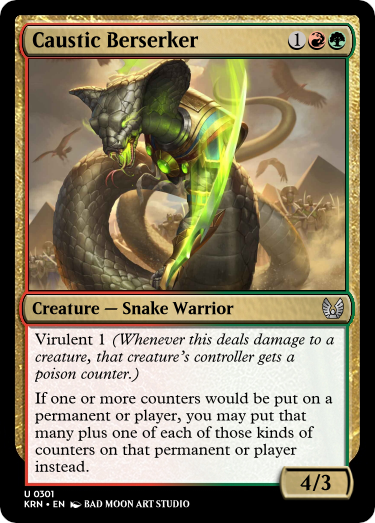 Caustic Berserker 1
Creature — Snake Warrior
Virulent 1 (Whenever this deals damage to a
creature, that creature's controller gets a
poison counter.)
If one or more counters would be put on a
permanent or player, you may put that
many plus one of each of those kinds of
counters on that permanent or player
instead.
4/3
U 0301
KRN • EN BAD MOON ART STUDIO